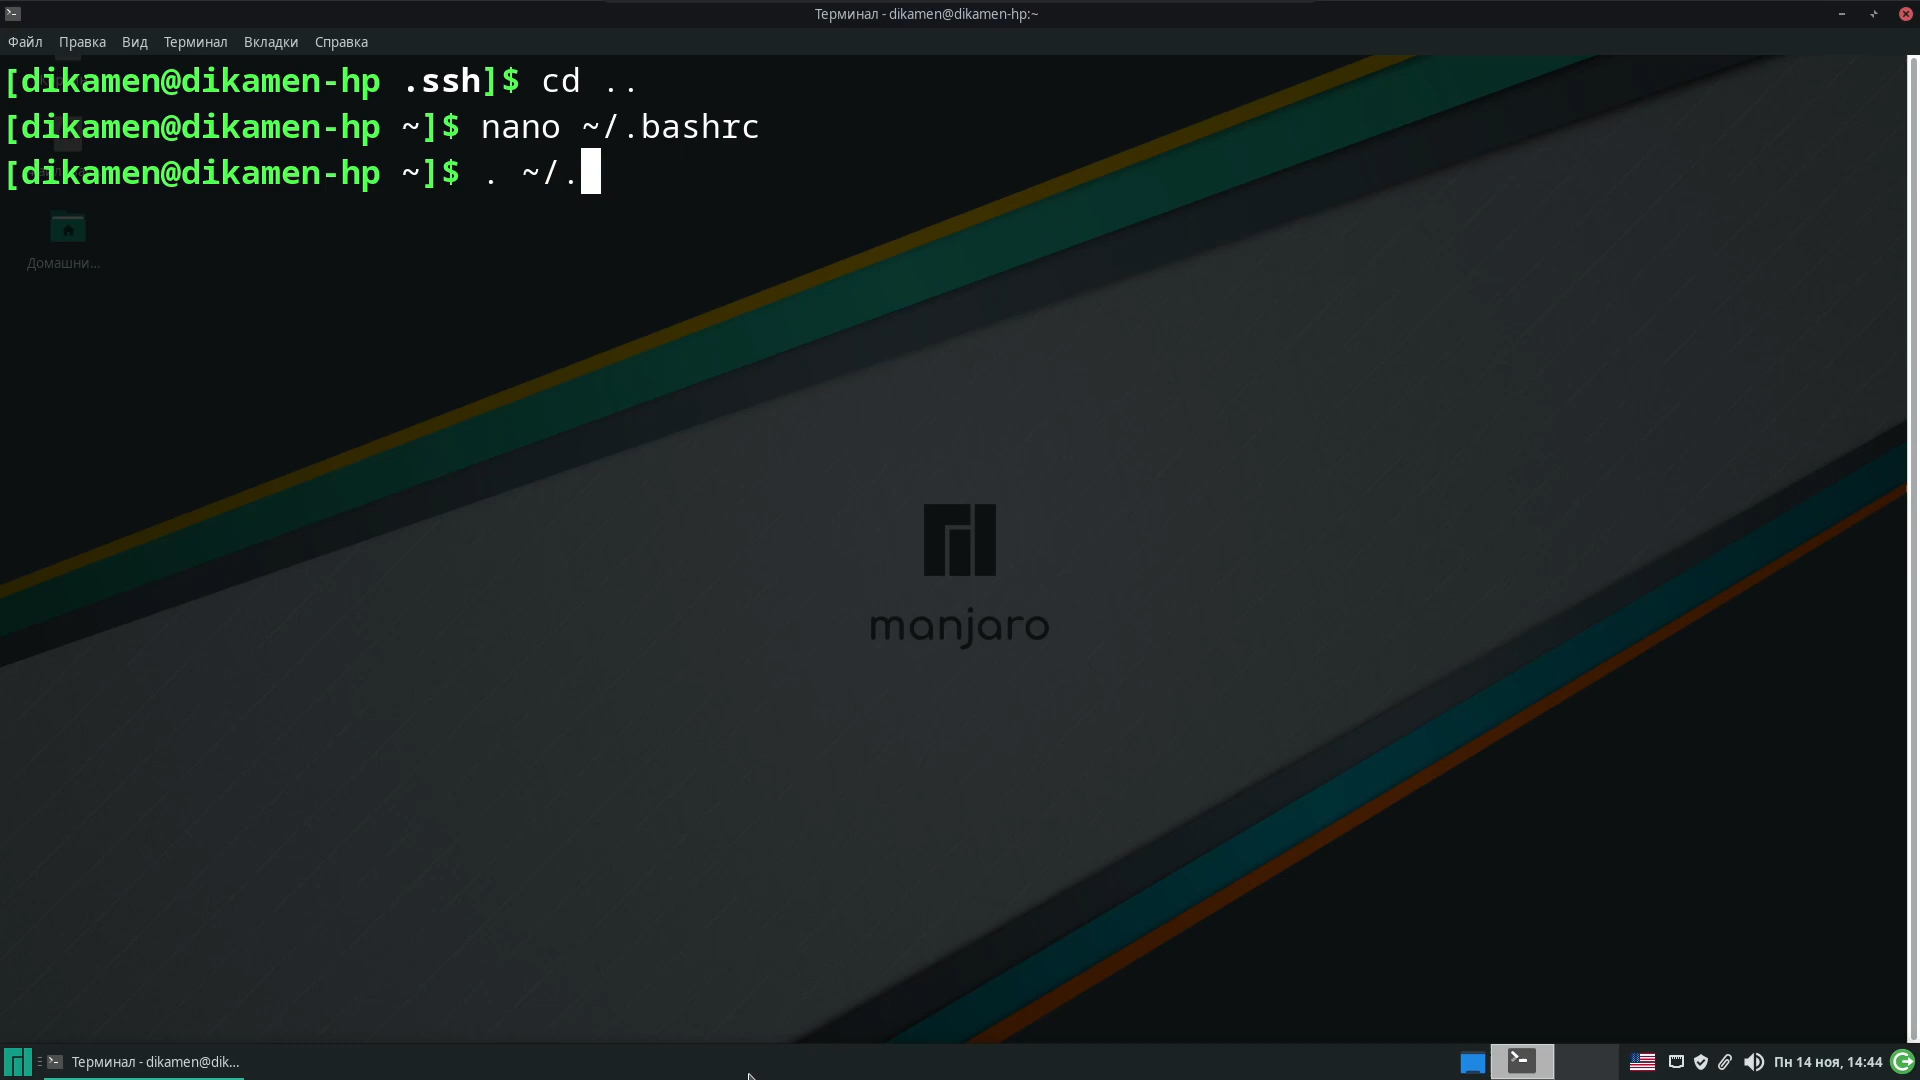 Терминал - dikamen@dikamen-hp:~
Файл Правка Вид Терминал Вкладки Справка
[dikamen@dikamen-hp .ssh]$ cd ..
[dikamen@dikamen-hp ~]$ nano ~/.bashrc
[dikamen@dikamen-hp ~]$ . ~/.
Домашни...
manjaro
Терминал - dikamen@dik...
Пн 14 ноя, 14:44